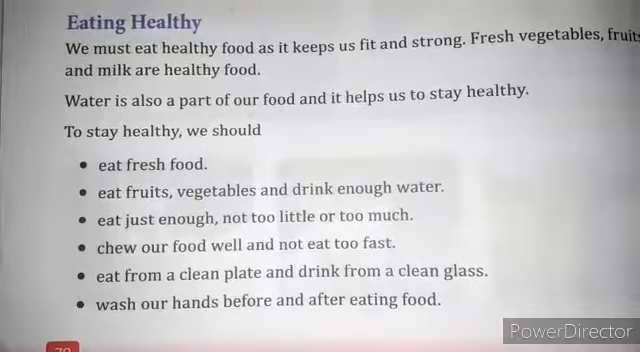 Eating Healthy
We must eat healthy food as it keeps us fit and strong. Fresh vegetables, fruits
and milk are healthy food.
Water is also a part of our food and it helps us to stay healthy.
To stay healthy, we should
• eat fresh food.
• eat fruits, vegetables and drink enough water.
• eat just enough, not too little or too much.
• chew our food well and not eat too fast.
• eat from a clean plate and drink from a clean glass.
• wash our hands before and after eating food.
PowerDirector